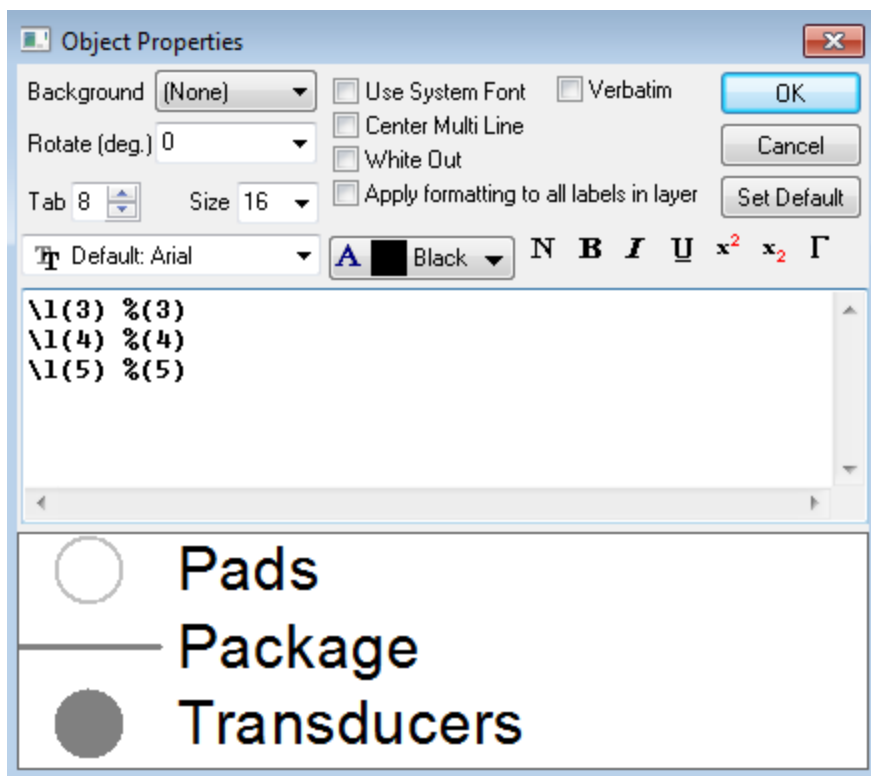 Object Properties
Background (None) Use System Font Verbatim OK
Rotate (deg.) 0 Center Multi Line Cancel
White Out
Tab 8 Size 16 Apply formatting to all labels in layer Set Default
Default: Arial A Black N B I U x² x₂ Γ
\l(3) %(3)
\l(4) %(4)
\l(5) %(5)
Pads
Package
Transducers